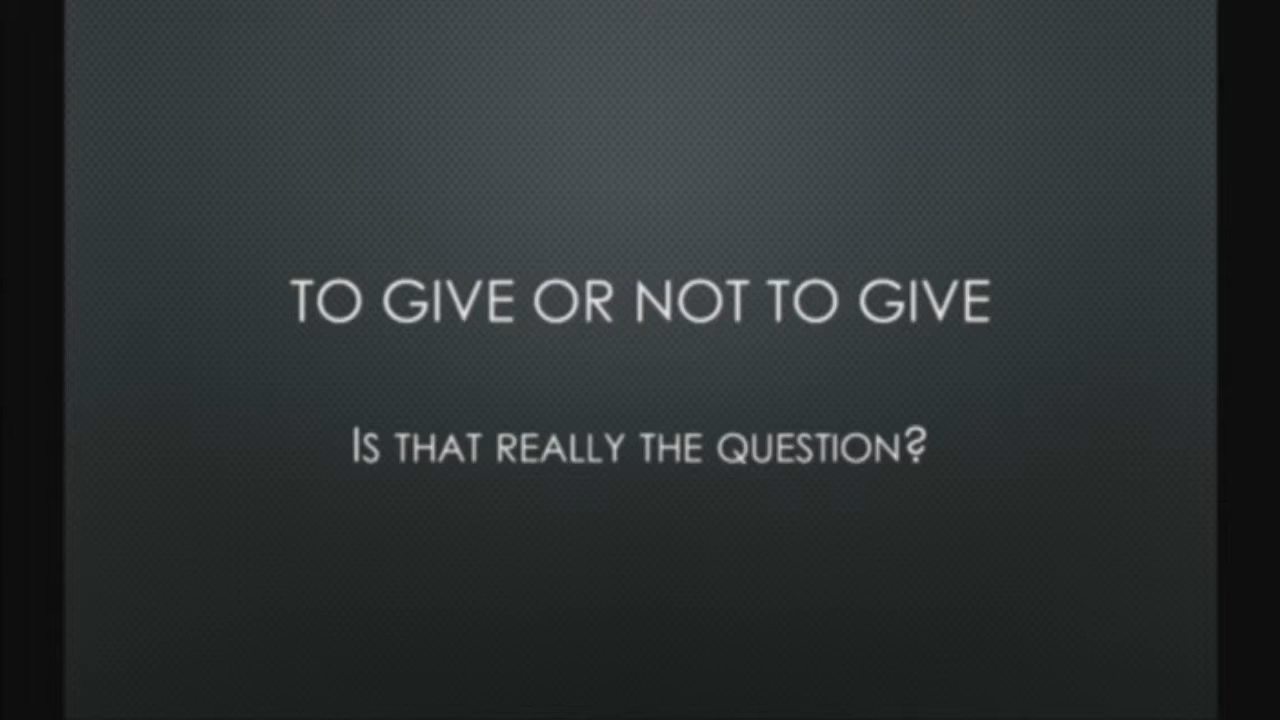 TO GIVE OR NOT TO GIVE
IS THAT REALLY THE QUESTION?